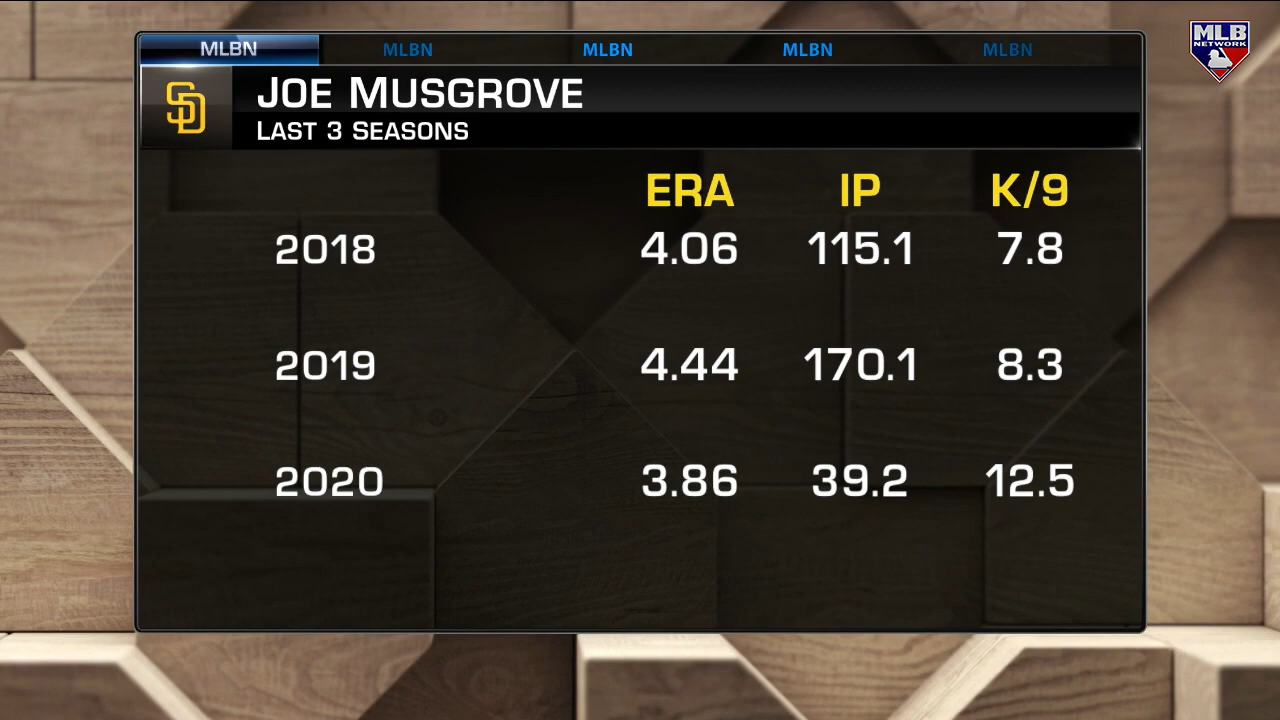 MLBN MLBN MLBN MLBN MLBN
MLB
NETWORK
SD
JOE MUSGROVE
LAST 3 SEASONS
ERA IP K/9
2018 4.06 115.1 7.8
2019 4.44 170.1 8.3
2020 3.86 39.2 12.5